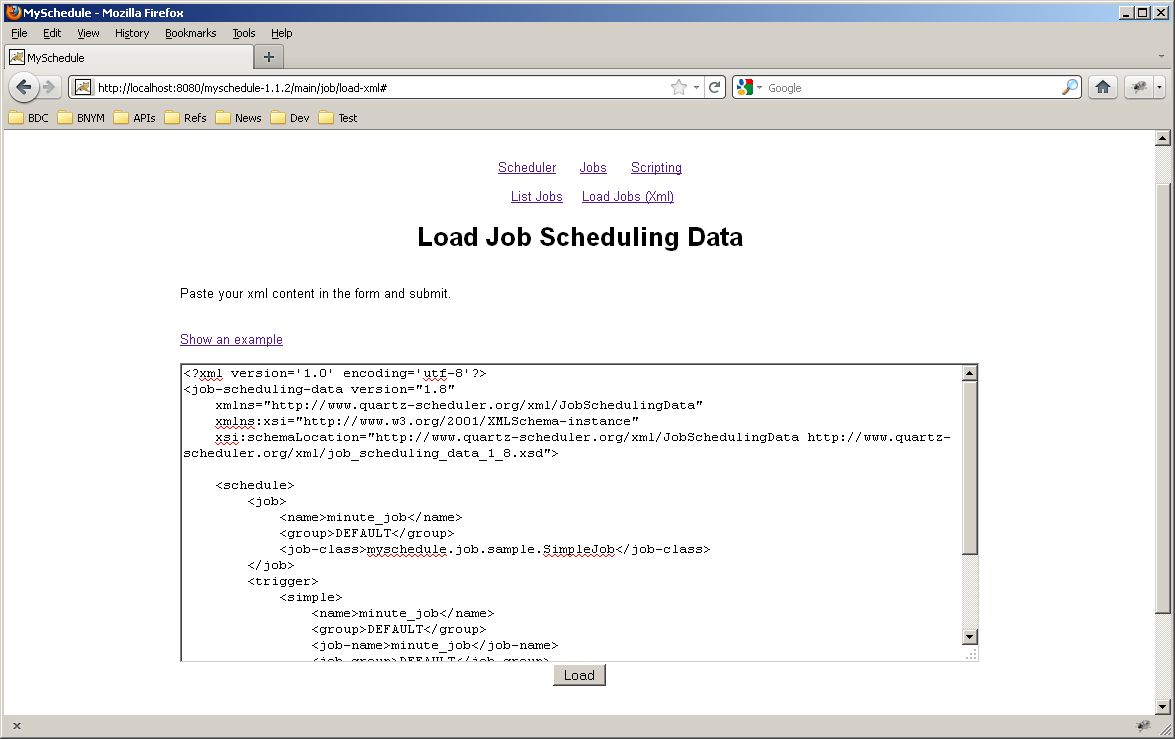 MySchedule - Mozilla Firefox
File Edit View History Bookmarks Tools Help
MySchedule
http://localhost:8080/myschedule-1.1.2/main/job/load-xml# Google
BDC BNYM APIs Refs News Dev Test
Scheduler Jobs Scripting
List Jobs Load Jobs (Xml)
Load Job Scheduling Data
Paste your xml content in the form and submit.
Show an example
<?xml version='1.0' encoding='utf-8'?>
<job-scheduling-data version="1.8"
    xmlns="http://www.quartz-scheduler.org/xml/JobSchedulingData"
    xmlns:xsi="http://www.w3.org/2001/XMLSchema-instance"
    xsi:schemaLocation="http://www.quartz-scheduler.org/xml/JobSchedulingData http://www.quartz-
scheduler.org/xml/job_scheduling_data_1_8.xsd">
    <schedule>
        <job>
            <name>minute_job</name>
            <group>DEFAULT</group>
            <job-class>myschedule.job.sample.SimpleJob</job-class>
        </job>
        <trigger>
            <simple>
                <name>minute_job</name>
                <group>DEFAULT</group>
                <job-name>minute_job</job-name>
                <job-group>DEFAULT</job-group>
Load